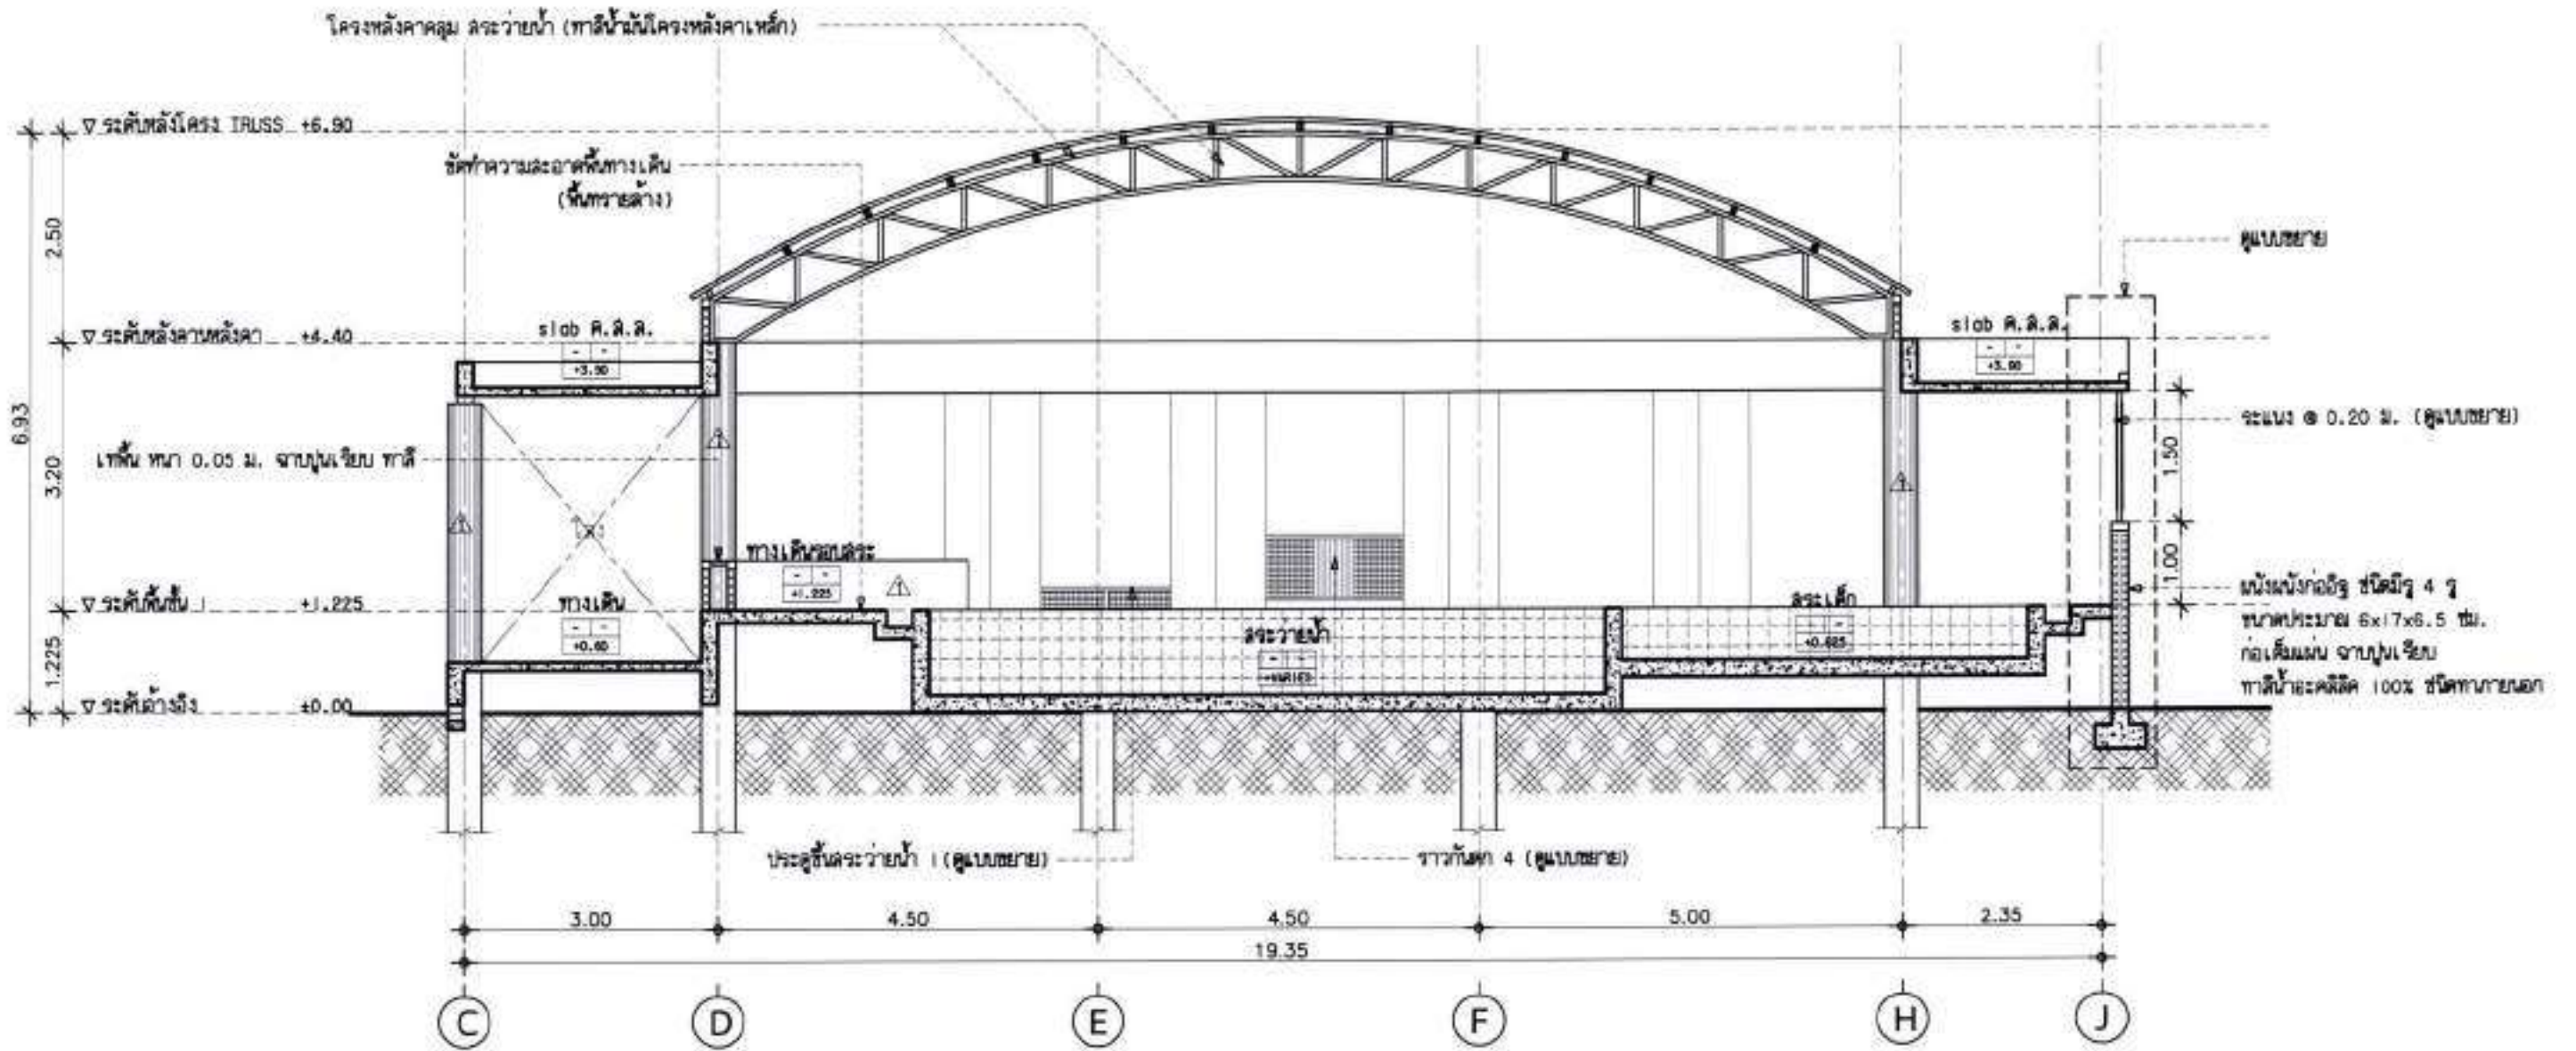 โครงหลังคาคลุม สระว่ายน้ำ (ทาสีน้ำมันโครงหลังคาเหล็ก)
ระดับหลังโครง TRUSS +6.90
ขัดทำความสะอาดพื้นทางเดิน
(พื้นทรายล้าง)
2.50
ดูแบบขยาย
ระดับหลังคานหลังคา +4.40
slab ค.ส.ล.
+3.90
slab ค.ส.ล.
+3.90
6.93
3.20
เทพื้น หนา 0.05 ม. ฉาบปูนเรียบ ทาสี
ระแนง @ 0.20 ม. (ดูแบบขยาย)
1.50
1.00
ทางเดินรอบสระ
+1.225
ระดับพื้นชั้น 1 +1.225
ทางเดิน
+0.60
สระว่ายน้ำ
+VARIES
สระเด็ก
+0.625
ผนังผนังก่ออิฐ ชนิดมีรู 4 รู
ขนาดประมาณ 6x17x6.5 ซม.
ก่อเต็มแผ่น ฉาบปูนเรียบ
ทาสีน้ำอะคลีลิค 100% ชนิดทาภายนอก
1.225
ระดับอ้างอิง ±0.00
ประตูขึ้นสระว่ายน้ำ 1 (ดูแบบขยาย)
ราวกันตก 4 (ดูแบบขยาย)
3.00 4.50 4.50 5.00 2.35
19.35
C D E F H J